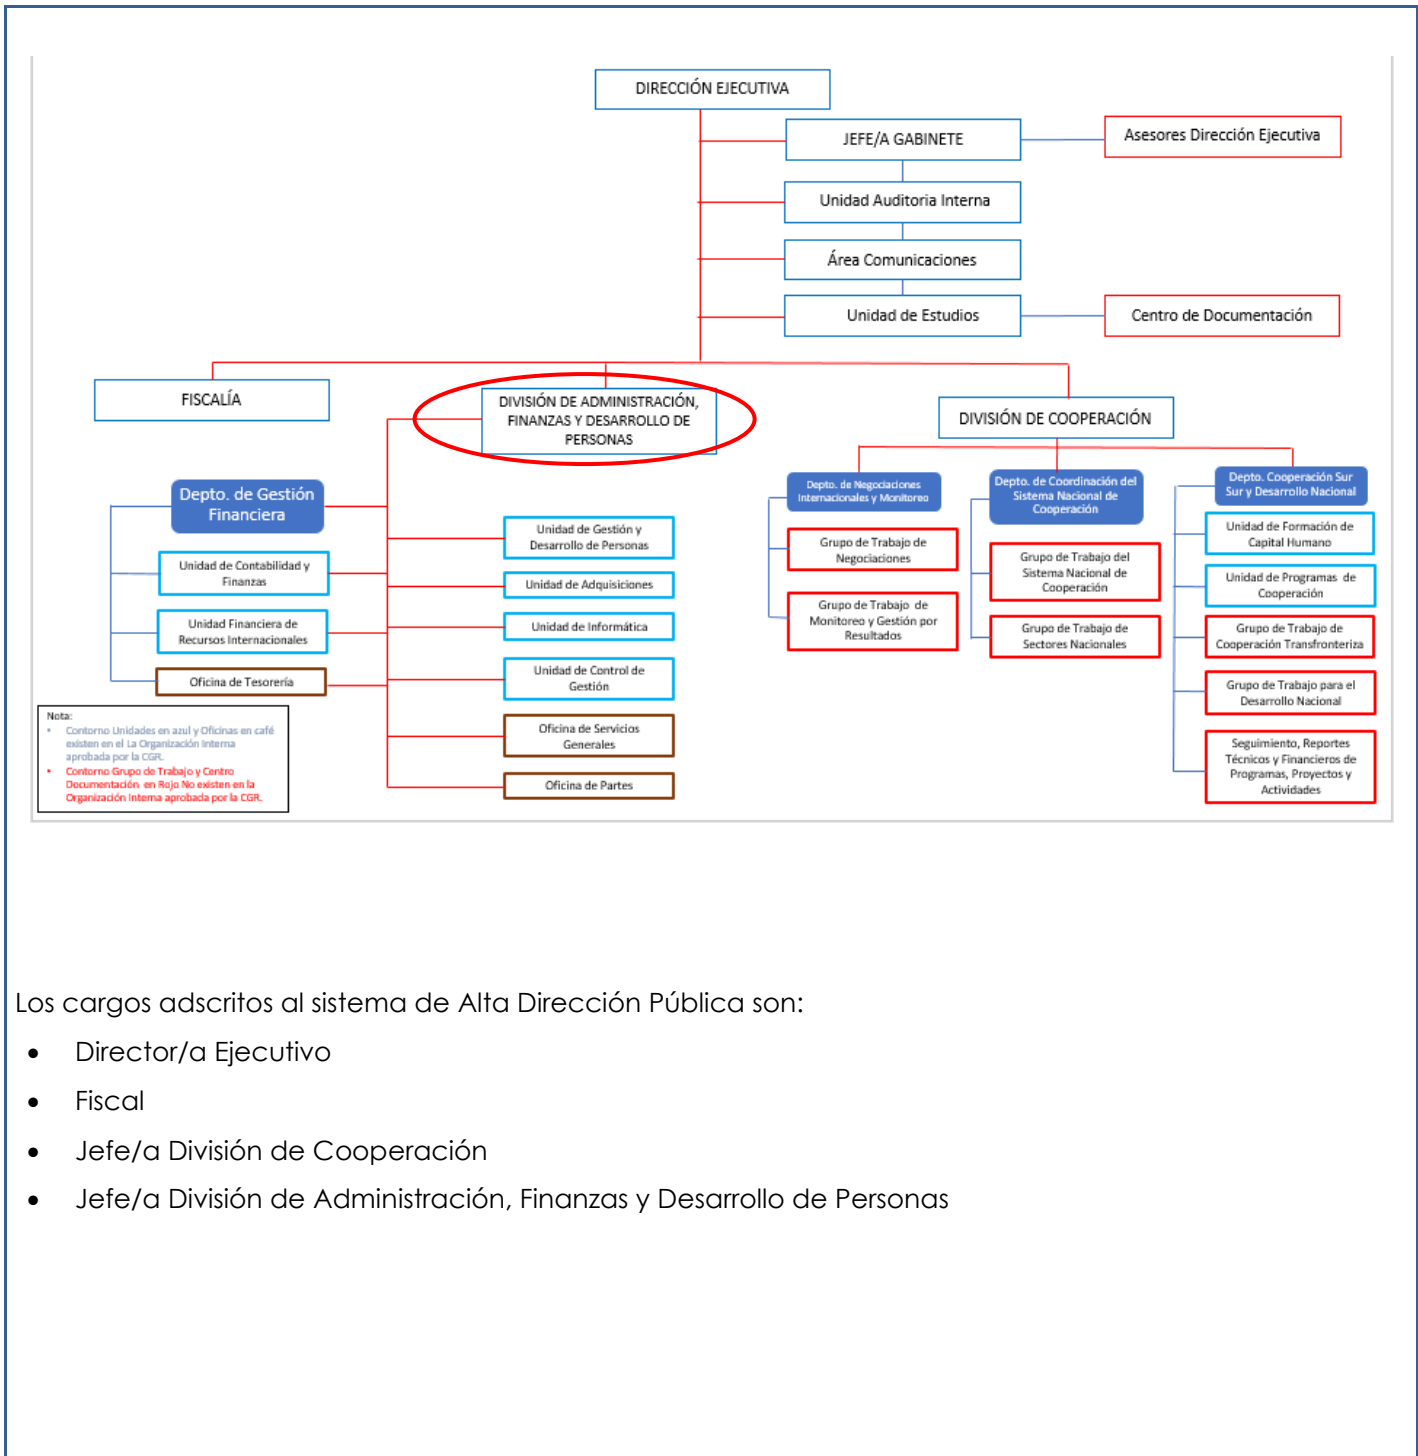 DIRECCIÓN EJECUTIVA
JEFE/A GABINETE
Asesores Dirección Ejecutiva
Unidad Auditoria Interna
Área Comunicaciones
Unidad de Estudios
Centro de Documentación
FISCALÍA
DIVISIÓN DE ADMINISTRACIÓN,
FINANZAS Y DESARROLLO DE
PERSONAS
DIVISIÓN DE COOPERACIÓN
Depto. de Gestión
Financiera
Unidad de Contabilidad y
Finanzas
Unidad Financiera de
Recursos Internacionales
Oficina de Tesorería
Unidad de Gestión y
Desarrollo de Personas
Unidad de Adquisiciones
Unidad de Informática
Unidad de Control de
Gestión
Oficina de Servicios
Generales
Oficina de Partes
Depto. de Negociaciones
Internacionales y Monitoreo
Grupo de Trabajo de
Negociaciones
Grupo de Trabajo de
Monitoreo y Gestión por
Resultados
Depto. de Coordinación del
Sistema Nacional de
Cooperación
Grupo de Trabajo del
Sistema Nacional de
Cooperación
Grupo de Trabajo de
Sectores Nacionales
Depto. Cooperación Sur
Sur y Desarrollo Nacional
Unidad de Formación de
Capital Humano
Unidad de Programas de
Cooperación
Grupo de Trabajo de
Cooperación Transfronteriza
Grupo de Trabajo para el
Desarrollo Nacional
Seguimiento, Reportes
Técnicos y Financieros de
Programas, Proyectos y
Actividades
Nota:
• Contorno Unidades en azul y Oficinas en café
existen en el La Organización Interna
aprobada por la CGR.
• Contorno Grupo de Trabajo y Centro
Documentación en Rojo No existen en la
Organización Interna aprobada por la CGR.
Los cargos adscritos al sistema de Alta Dirección Pública son:
• Director/a Ejecutivo
• Fiscal
• Jefe/a División de Cooperación
• Jefe/a División de Administración, Finanzas y Desarrollo de Personas